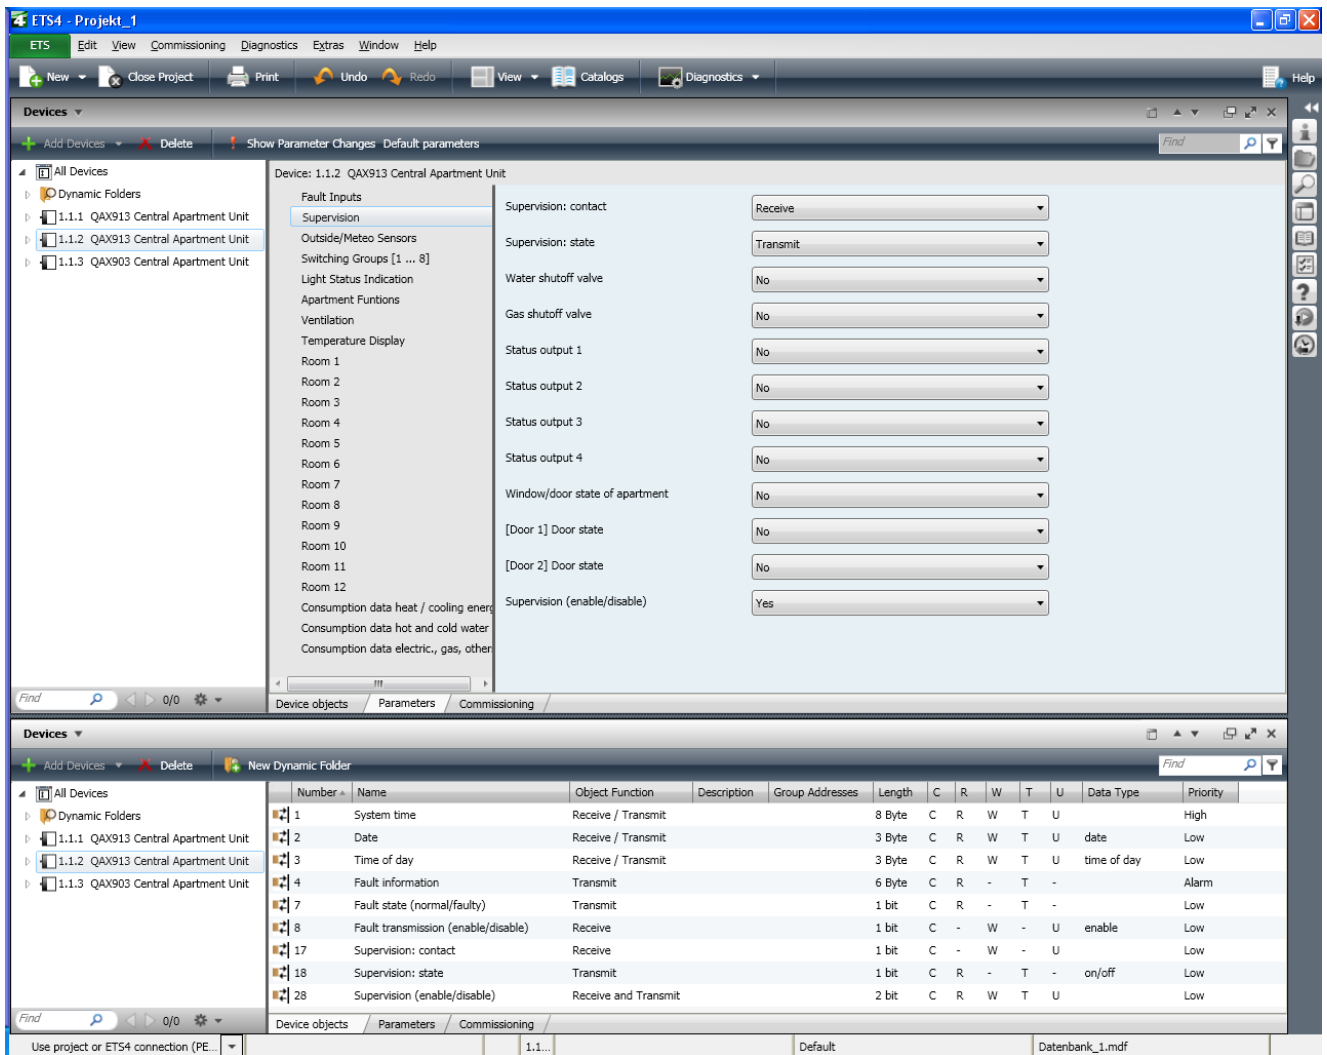 ETS4 - Projekt_1
ETS Edit View Commissioning Diagnostics Extras Window Help
New Close Project Print Undo Redo View Catalogs Diagnostics Help
Devices
Add Devices Delete Show Parameter Changes Default parameters Find
All Devices
Dynamic Folders
1.1.1 QAX913 Central Apartment Unit
1.1.2 QAX913 Central Apartment Unit
1.1.3 QAX903 Central Apartment Unit
Find 0/0
Device: 1.1.2 QAX913 Central Apartment Unit
Fault Inputs
Supervision
Outside/Meteo Sensors
Switching Groups [1 ... 8]
Light Status Indication
Apartment Funtions
Ventilation
Temperature Display
Room 1
Room 2
Room 3
Room 4
Room 5
Room 6
Room 7
Room 8
Room 9
Room 10
Room 11
Room 12
Consumption data heat / cooling energ
Consumption data hot and cold water
Consumption data electric., gas, other
Supervision: contact Receive
Supervision: state Transmit
Water shutoff valve No
Gas shutoff valve No
Status output 1 No
Status output 2 No
Status output 3 No
Status output 4 No
Window/door state of apartment No
[Door 1] Door state No
[Door 2] Door state No
Supervision (enable/disable) Yes
Device objects Parameters Commissioning
Devices
Add Devices Delete New Dynamic Folder Find
All Devices
Dynamic Folders
1.1.1 QAX913 Central Apartment Unit
1.1.2 QAX913 Central Apartment Unit
1.1.3 QAX903 Central Apartment Unit
Find 0/0
Number Name Object Function Description Group Addresses Length C R W T U Data Type Priority
1 System time Receive / Transmit 8 Byte C R W T U High
2 Date Receive / Transmit 3 Byte C R W T U date Low
3 Time of day Receive / Transmit 3 Byte C R W T U time of day Low
4 Fault information Transmit 6 Byte C R - T - Alarm
7 Fault state (normal/faulty) Transmit 1 bit C R - T - Low
8 Fault transmission (enable/disable) Receive 1 bit C - W - U enable Low
17 Supervision: contact Receive 1 bit C - W - U Low
18 Supervision: state Transmit 1 bit C R - T - on/off Low
28 Supervision (enable/disable) Receive and Transmit 2 bit C R W T U Low
Device objects Parameters Commissioning
Use project or ETS4 connection (PE... 1.1... Default Datenbank_1.mdf